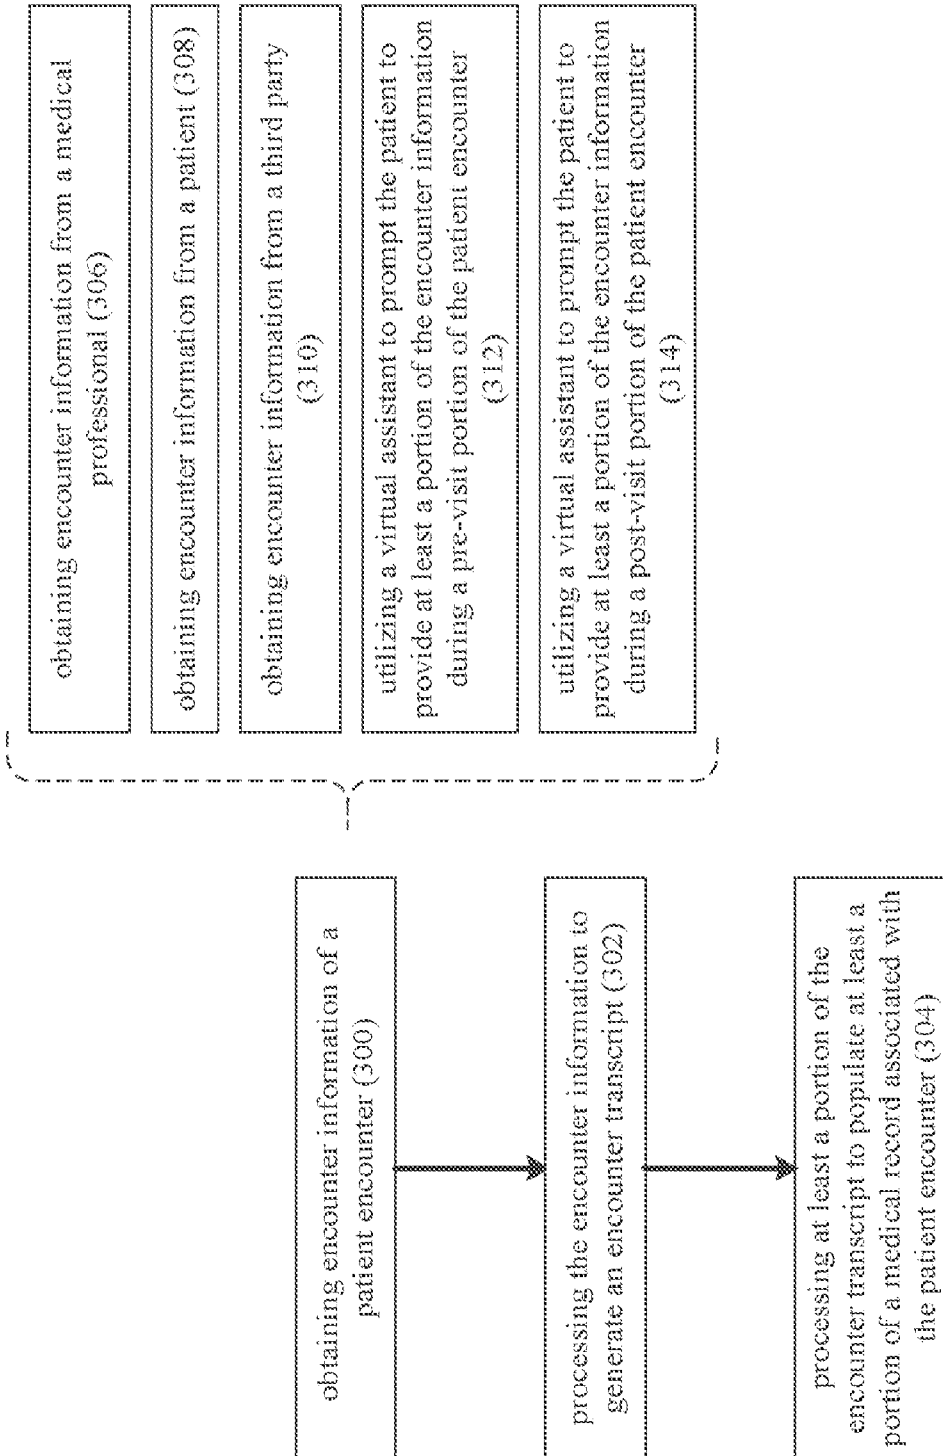 obtaining encounter information of a
patient encounter (300)
processing the encounter information to
generate an encounter transcript (302)
processing at least a portion of the
encounter transcript to populate at least a
portion of a medical record associated with
the patient encounter (304)
obtaining encounter information from a medical
professional (306)
obtaining encounter information from a patient (308)
obtaining encounter information from a third party
(310)
utilizing a virtual assistant to prompt the patient to
provide at least a portion of the encounter information
during a pre-visit portion of the patient encounter
(312)
utilizing a virtual assistant to prompt the patient to
provide at least a portion of the encounter information
during a post-visit portion of the patient encounter
(314)